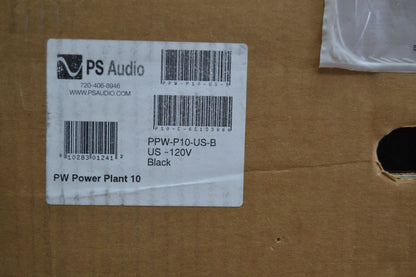 PS Audio
720-406-8946
WWW.PSAUDIO.COM
PPW-P10-US-B
US ~120V
Black
PW Power Plant 10